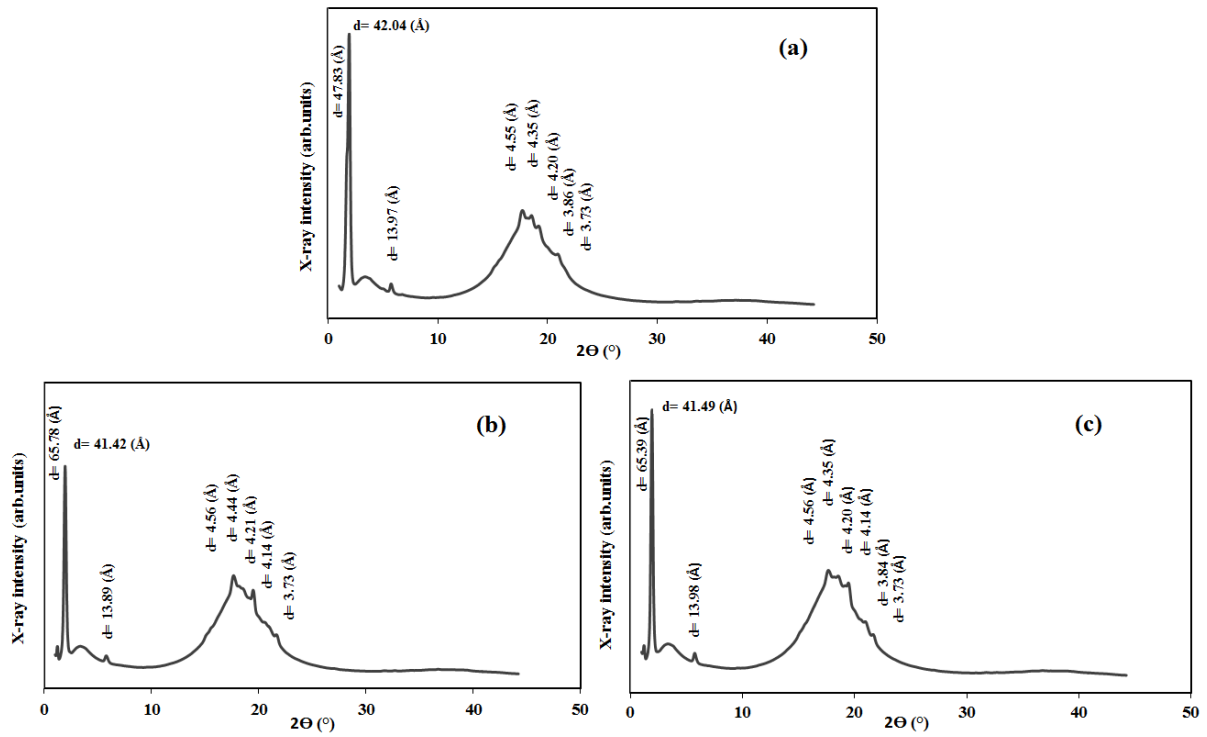 d= 42.04 (Å)
(a)
d= 47.83 (Å)
d= 13.97 (Å)
d= 4.55 (Å)
d= 4.35 (Å)
d= 4.20 (Å)
d= 3.86 (Å)
d= 3.73 (Å)
X-ray intensity (arb.units)
0 10 20 30 40 50
2Θ (°)
(b)
d= 65.78 (Å)
d= 41.42 (Å)
d= 13.89 (Å)
d= 4.56 (Å)
d= 4.44 (Å)
d= 4.21 (Å)
d= 4.14 (Å)
d= 3.73 (Å)
X-ray intensity (arb.units)
0 10 20 30 40 50
2Θ (°)
d= 41.49 (Å)
(c)
d= 65.39 (Å)
d= 13.98 (Å)
d= 4.56 (Å)
d= 4.35 (Å)
d= 4.20 (Å)
d= 4.14 (Å)
d= 3.84 (Å)
d= 3.73 (Å)
X-ray intensity (arb.units)
0 10 20 30 40 50
2Θ (°)